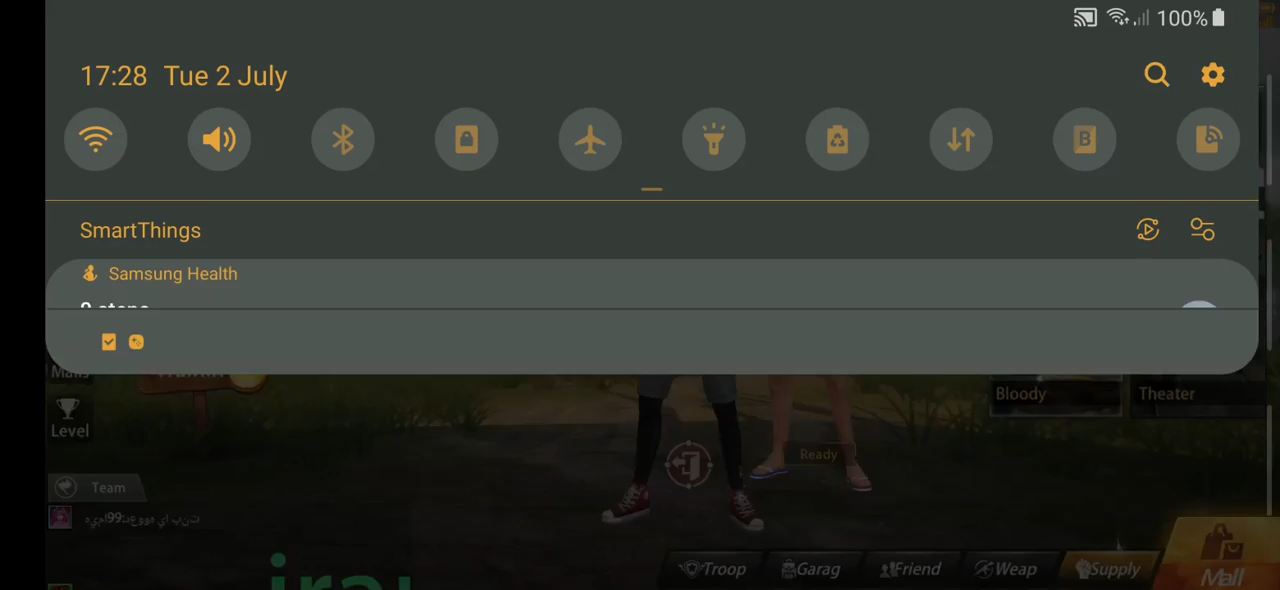 100%
17:28 Tue 2 July
B
SmartThings
Samsung Health
Bloody
Theater
Level
Ready
Team
Troop
Garag
Friend
Weap
Supply
Mall